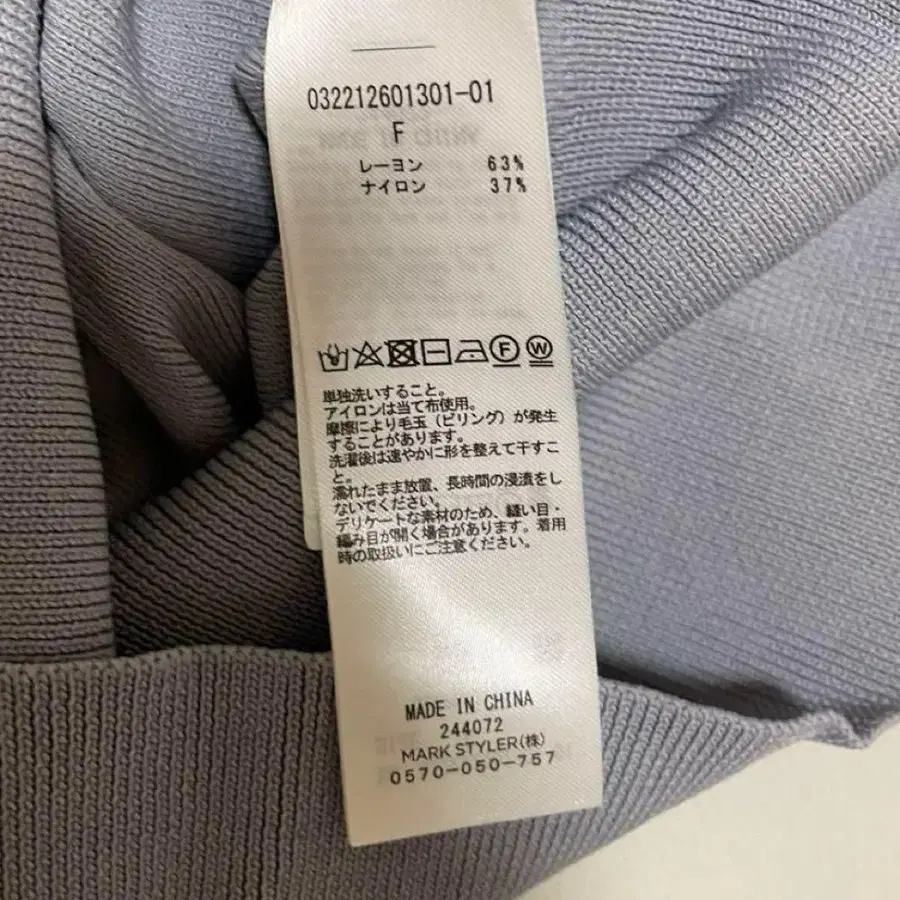 032212601301-01
F
レーヨン 63%
ナイロン 37%
F W
単独洗いすること。
アイロンは当て布使用。
摩擦により毛玉（ピリング）が発生
することがあります。
洗濯後は速やかに形を整えて干すこ
と。
濡れたまま放置、長時間の浸漬をし
ないでください。
デリケートな素材のため、縫い目・
編み目が開く場合があります。着用
時の取扱いにご注意ください。
MADE IN CHINA
244072
MARK STYLER(株)
0570-050-757